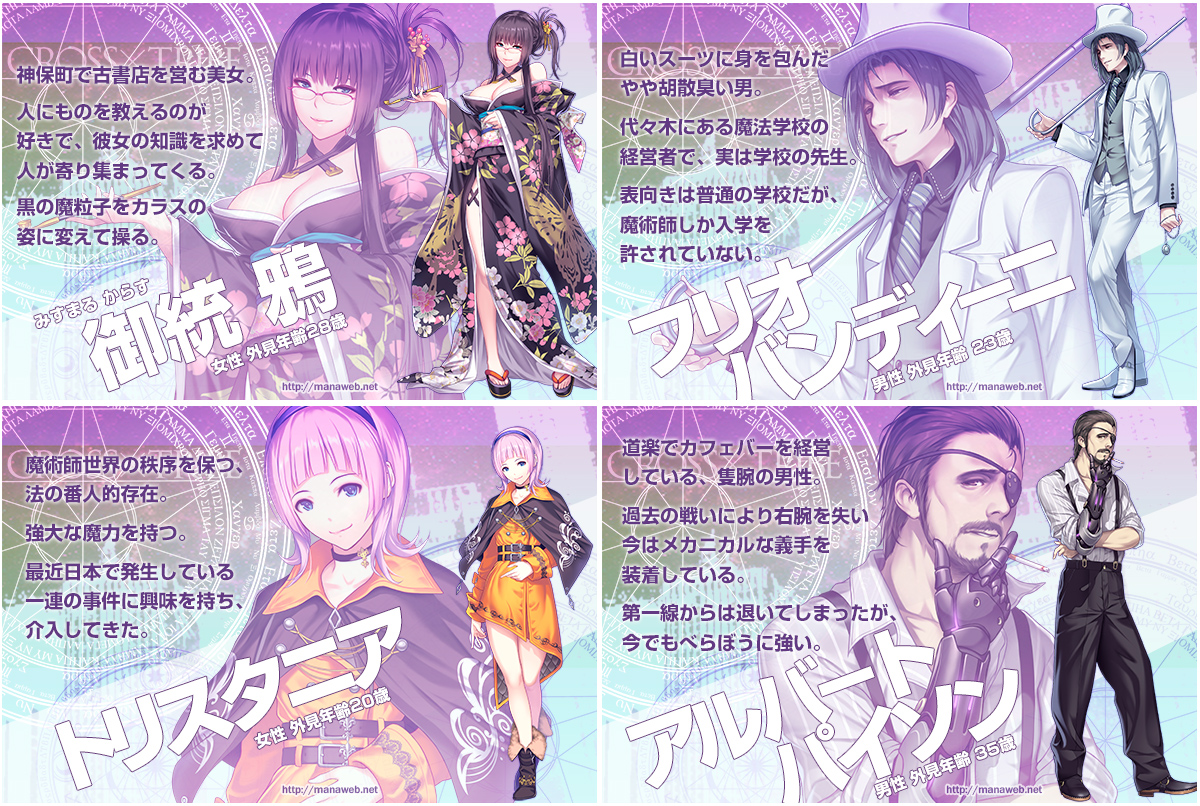 CROSS×TIME
神保町で古書店を営む美女。
人にものを教えるのが
好きで、彼女の知識を求めて
人が寄り集まってくる。
黒の魔粒子をカラスの
姿に変えて操る。
みすまる からす
御統 鴉
女性 外見年齢28歳
http://manaweb.net
白いスーツに身を包んだ
やや胡散臭い男。
代々木にある魔法学校の
経営者で、実は学校の先生。
表向きは普通の学校だが、
魔術師しか入学を
許されていない。
フリオ
バンディーニ
男性 外見年齢 23歳
http://manaweb.net
魔術師世界の秩序を保つ、
法の番人的存在。
強大な魔力を持つ。
最近日本で発生している
一連の事件に興味を持ち、
介入してきた。
トリスタニア
女性 外見年齢20歳
http://manaweb.net
道楽でカフェバーを経営
している、隻腕の男性。
過去の戦いにより右腕を失い
今はメカニカルな義手を
装着している。
第一線からは退いてしまったが、
今でもべらぼうに強い。
アルバート
パイソン
男性 外見年齢 35歳
http://manaweb.net